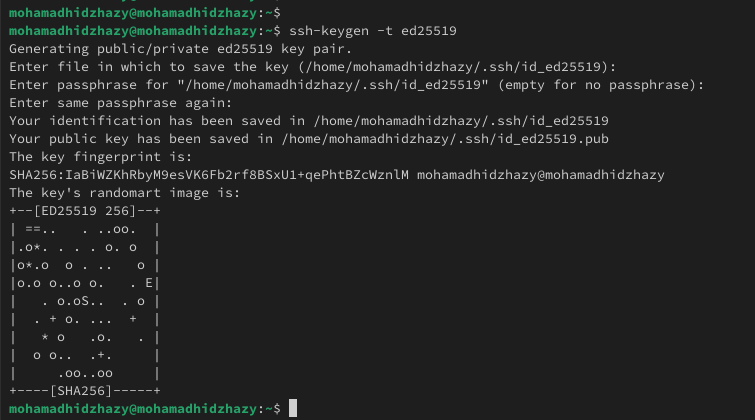 mohamadhidzhazy@mohamadhidzhazy:~$
mohamadhidzhazy@mohamadhidzhazy:~$ ssh-keygen -t ed25519
Generating public/private ed25519 key pair.
Enter file in which to save the key (/home/mohamadhidzhazy/.ssh/id_ed25519):
Enter passphrase for "/home/mohamadhidzhazy/.ssh/id_ed25519" (empty for no passphrase):
Enter same passphrase again:
Your identification has been saved in /home/mohamadhidzhazy/.ssh/id_ed25519
Your public key has been saved in /home/mohamadhidzhazy/.ssh/id_ed25519.pub
The key fingerprint is:
SHA256:IaBiWZKhRbyM9esVK6Fb2rf8BSxU1+qePhtBZcWznlM mohamadhidzhazy@mohamadhidzhazy
The key's randomart image is:
+--[ED25519 256]--+
| ==..   . ..oo.  |
|.o*. . . . o. o  |
|o*.o  o . ..   o |
|o.o o..o o.   . E|
|   . o.oS..  . o |
|  . + o. ...  +  |
|   * o   .o.   . |
|  o o..  .+.     |
|     .oo..oo     |
+----[SHA256]-----+
mohamadhidzhazy@mohamadhidzhazy:~$